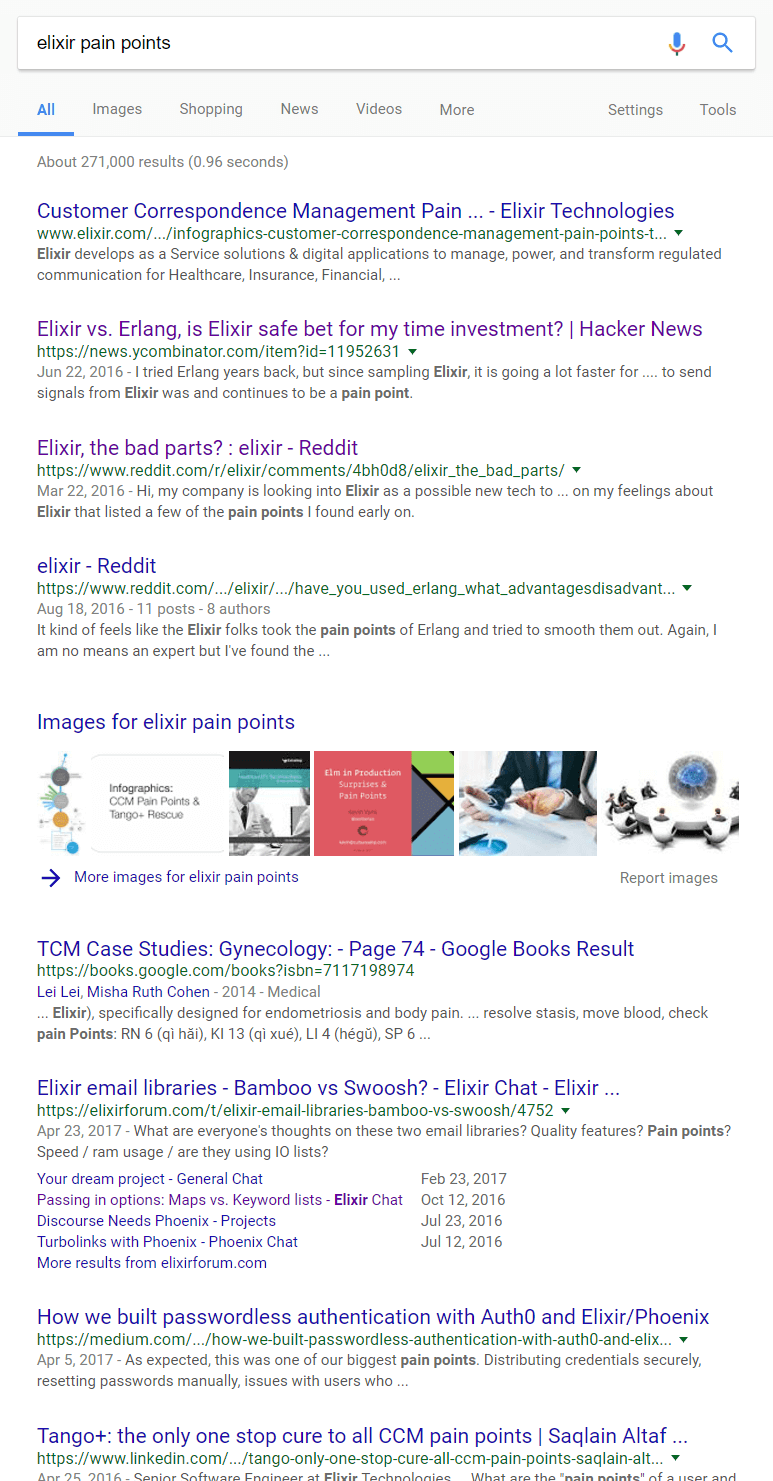 elixir pain points
All Images Shopping News Videos More Settings Tools
About 271,000 results (0.96 seconds)
Customer Correspondence Management Pain ... - Elixir Technologies
www.elixir.com/.../infographics-customer-correspondence-management-pain-points-t...
Elixir develops as a Service solutions & digital applications to manage, power, and transform regulated
communication for Healthcare, Insurance, Financial, ...
Elixir vs. Erlang, is Elixir safe bet for my time investment? | Hacker News
https://news.ycombinator.com/item?id=11952631
Jun 22, 2016 - I tried Erlang years back, but since sampling Elixir, it is going a lot faster for .... to send
signals from Elixir was and continues to be a pain point.
Elixir, the bad parts? : elixir - Reddit
https://www.reddit.com/r/elixir/comments/4bh0d8/elixir_the_bad_parts/
Mar 22, 2016 - Hi, my company is looking into Elixir as a possible new tech to ... on my feelings about
Elixir that listed a few of the pain points I found early on.
elixir - Reddit
https://www.reddit.com/.../elixir/.../have_you_used_erlang_what_advantagesdisadvant...
Aug 18, 2016 - 11 posts - 8 authors
It kind of feels like the Elixir folks took the pain points of Erlang and tried to smooth them out. Again, I
am no means an expert but I've found the ...
Images for elixir pain points
Infographics:
CCM Pain Points &
Tango+ Rescue
Elm in Production
Surprises &
Pain Points
More images for elixir pain points Report images
TCM Case Studies: Gynecology: - Page 74 - Google Books Result
https://books.google.com/books?isbn=7117198974
Lei Lei, Misha Ruth Cohen - 2014 - Medical
... Elixir), specifically designed for endometriosis and body pain. ... resolve stasis, move blood, check
pain Points: RN 6 (qì hǎi), KI 13 (qì xué), LI 4 (hégǔ), SP 6 ...
Elixir email libraries - Bamboo vs Swoosh? - Elixir Chat - Elixir ...
https://elixirforum.com/t/elixir-email-libraries-bamboo-vs-swoosh/4752
Apr 23, 2017 - What are everyone's thoughts on these two email libraries? Quality features? Pain points?
Speed / ram usage / are they using IO lists?
Your dream project - General Chat Feb 23, 2017
Passing in options: Maps vs. Keyword lists - Elixir Chat Oct 12, 2016
Discourse Needs Phoenix - Projects Jul 23, 2016
Turbolinks with Phoenix - Phoenix Chat Jul 12, 2016
More results from elixirforum.com
How we built passwordless authentication with Auth0 and Elixir/Phoenix
https://medium.com/.../how-we-built-passwordless-authentication-with-auth0-and-elix...
Apr 5, 2017 - As expected, this was one of our biggest pain points. Distributing credentials securely,
resetting passwords manually, issues with users who ...
Tango+: the only one stop cure to all CCM pain points | Saqlain Altaf ...
https://www.linkedin.com/.../tango-only-one-stop-cure-all-ccm-pain-points-saqlain-alt...
Apr 25, 2016 - Senior Software Engineer at Elixir Technologies ... What are the "pain points" of a user and